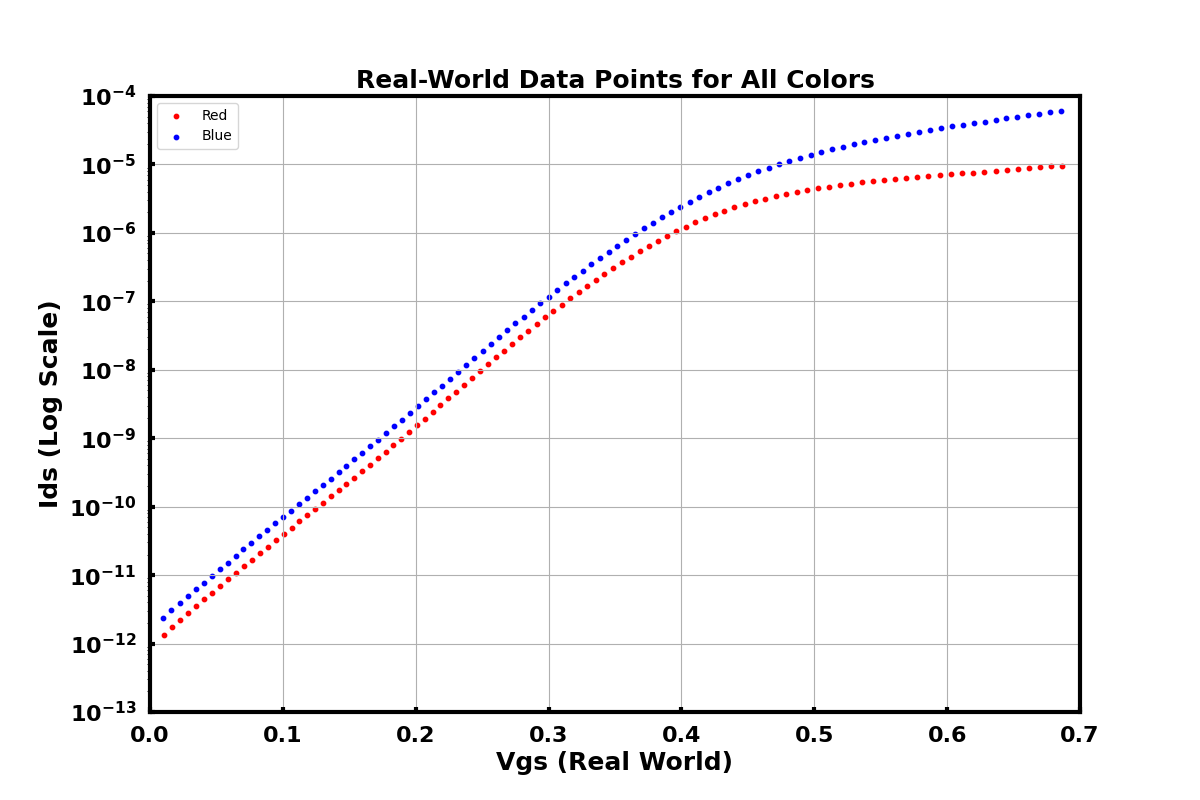 Real-World Data Points for All Colors
Red
Blue
Ids (Log Scale)
10⁻⁴
10⁻⁵
10⁻⁶
10⁻⁷
10⁻⁸
10⁻⁹
10⁻¹⁰
10⁻¹¹
10⁻¹²
10⁻¹³
0.0 0.1 0.2 0.3 0.4 0.5 0.6 0.7
Vgs (Real World)